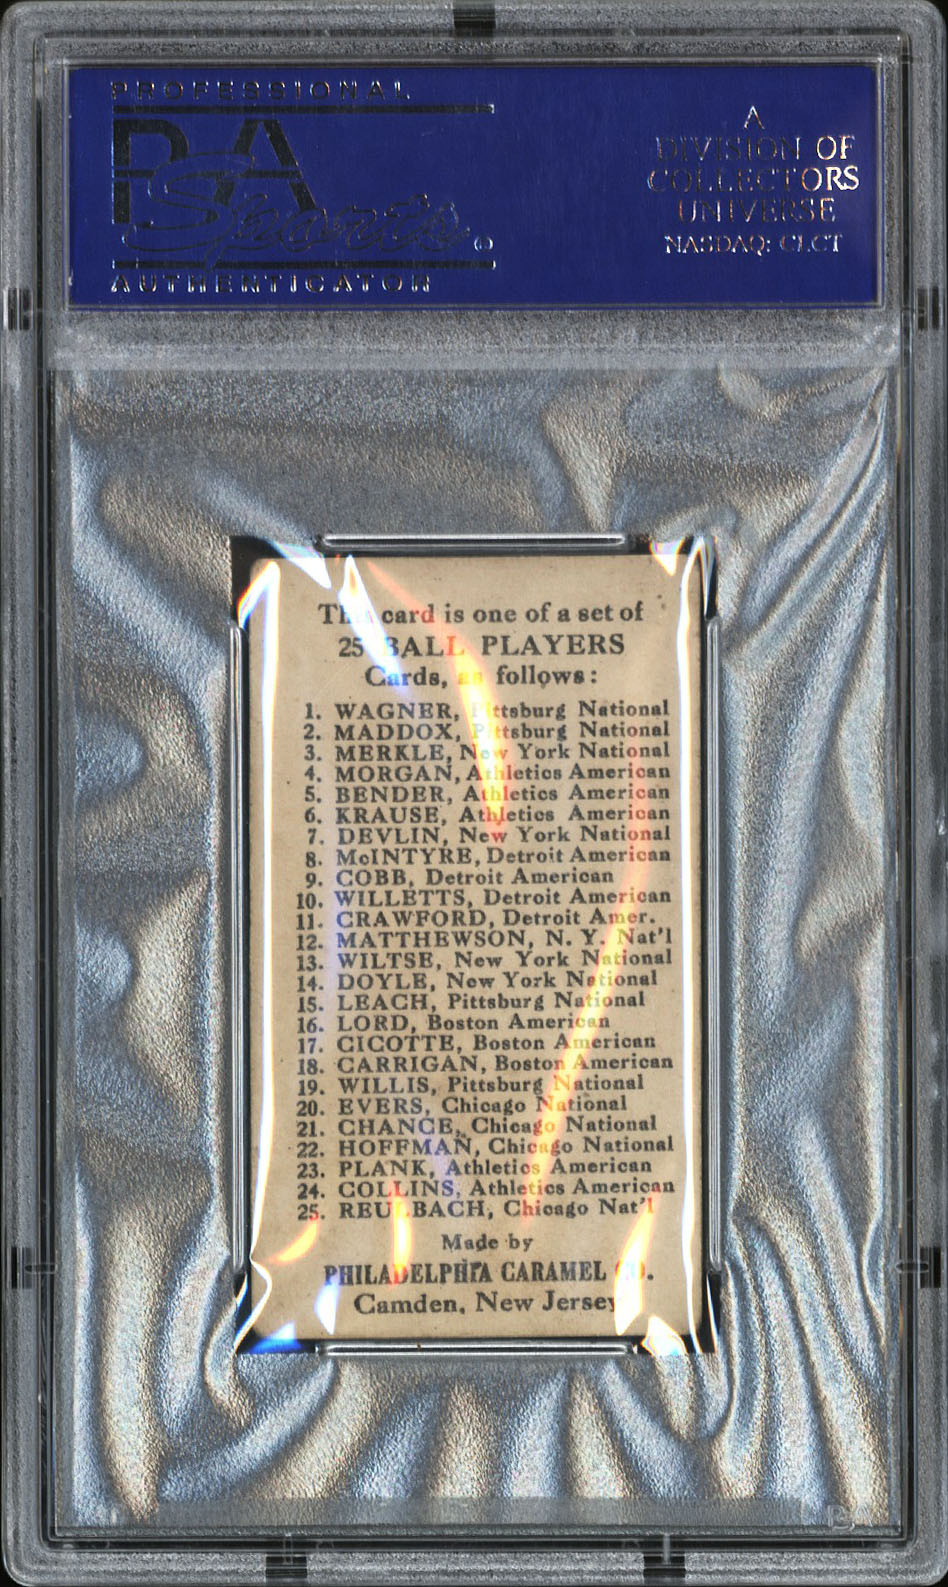 PROFESSIONAL
PSA
Sports
AUTHENTICATOR
A
DIVISION OF
COLLECTORS
UNIVERSE
NASDAQ: CLCT
This card is one of a set of
25 BALL PLAYERS
Cards, as follows:
1. WAGNER, Pittsburg National
2. MADDOX, Pittsburg National
3. MERKLE, New York National
4. MORGAN, Athletics American
5. BENDER, Athletics American
6. KRAUSE, Athletics American
7. DEVLIN, New York National
8. McINTYRE, Detroit American
9. COBB, Detroit American
10. WILLETTS, Detroit American
11. CRAWFORD, Detroit Amer.
12. MATTHEWSON, N. Y. Nat'l
13. WILTSE, New York National
14. DOYLE, New York National
15. LEACH, Pittsburg National
16. LORD, Boston American
17. CICOTTE, Boston American
18. CARRIGAN, Boston American
19. WILLIS, Pittsburg National
20. EVERS, Chicago National
21. CHANCE, Chicago National
22. HOFFMAN, Chicago National
23. PLANK, Athletics American
24. COLLINS, Athletics American
25. REULBACH, Chicago Nat'l
Made by
PHILADELPHIA CARAMEL CO.
Camden, New Jersey